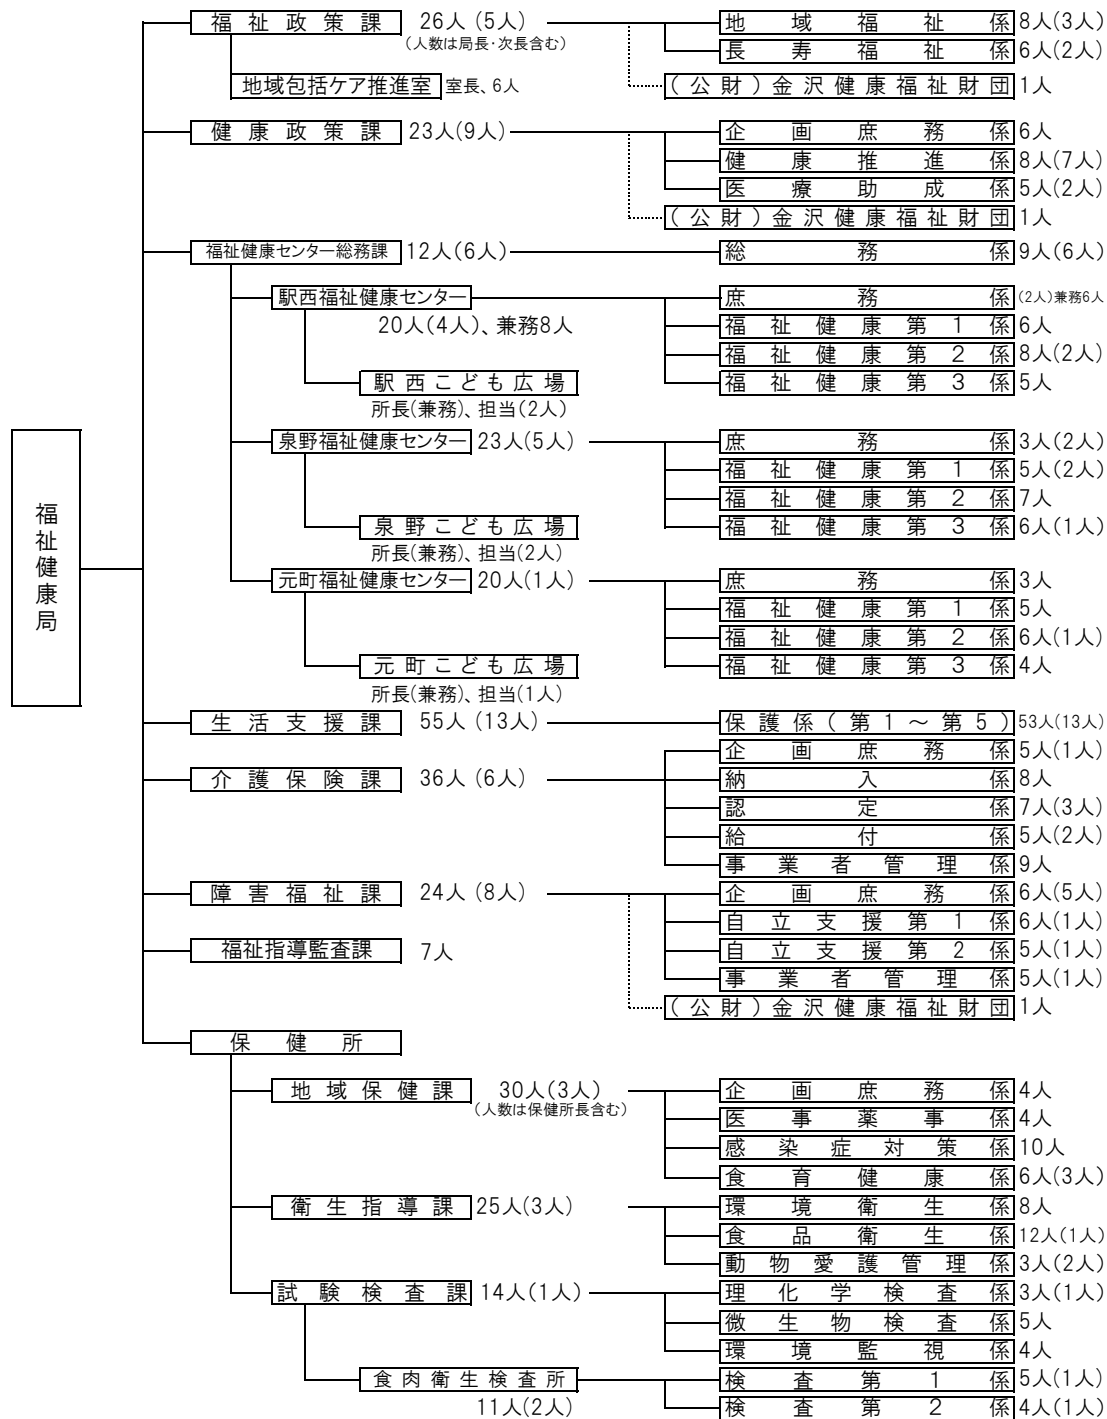 福祉政策課 26人(5人) 地域福祉係 8人(3人)
(人数は局長・次長含む) 長寿福祉係 6人(2人)
地域包括ケア推進室 室長、6人 (公財)金沢健康福祉財団 1人
健康政策課 23人(9人) 企画庶務係 6人
健康推進係 8人(7人)
医療助成係 5人(2人)
(公財)金沢健康福祉財団 1人
福祉健康センター総務課 12人(6人) 総務係 9人(6人)
駅西福祉健康センター 庶務係 (2人)兼務6人
20人(4人)、兼務8人 福祉健康第1係 6人
福祉健康第2係 8人(2人)
駅西こども広場 福祉健康第3係 5人
所長(兼務)、担当(2人)
泉野福祉健康センター 23人(5人) 庶務係 3人(2人)
福祉健康第1係 5人(2人)
福祉健康第2係 7人
泉野こども広場 福祉健康第3係 6人(1人)
所長(兼務)、担当(2人)
福祉健康局
元町福祉健康センター 20人(1人) 庶務係 3人
福祉健康第1係 5人
福祉健康第2係 6人(1人)
元町こども広場 福祉健康第3係 4人
所長(兼務)、担当(1人)
生活支援課 55人(13人) 保護係(第1~第5) 53人(13人)
企画庶務係 5人(1人)
介護保険課 36人(6人) 納入係 8人
認定係 7人(3人)
給付係 5人(2人)
事業者管理係 9人
障害福祉課 24人(8人) 企画庶務係 6人(5人)
自立支援第1係 6人(1人)
福祉指導監査課 7人 自立支援第2係 5人(1人)
事業者管理係 5人(1人)
(公財)金沢健康福祉財団 1人
保健所
地域保健課 30人(3人) 企画庶務係 4人
(人数は保健所長含む) 医事薬事係 4人
感染症対策係 10人
食育健康係 6人(3人)
衛生指導課 25人(3人) 環境衛生係 8人
食品衛生係 12人(1人)
動物愛護管理係 3人(2人)
試験検査課 14人(1人) 理化学検査係 3人(1人)
微生物検査係 5人
環境監視係 4人
食肉衛生検査所 検査第1係 5人(1人)
11人(2人) 検査第2係 4人(1人)